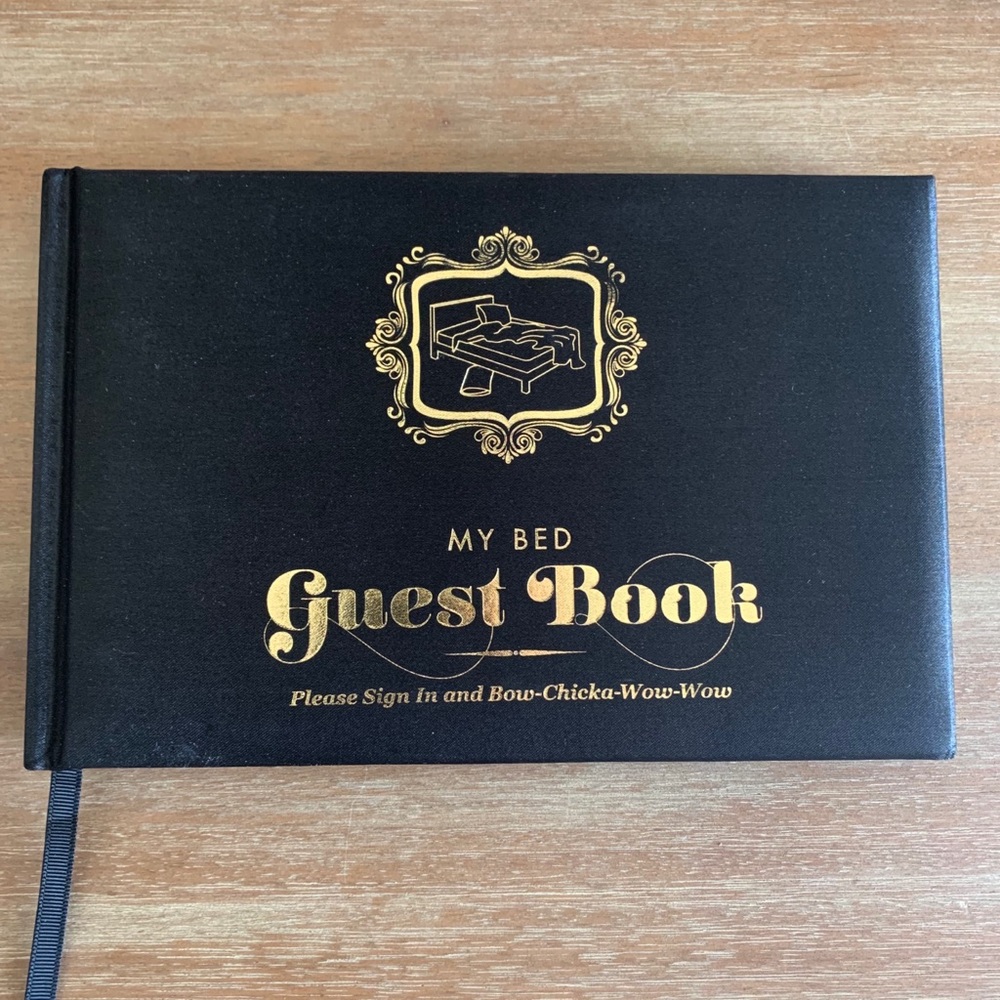 MY BED
Guest Book
Please Sign In and Bow-Chicka-Wow-Wow